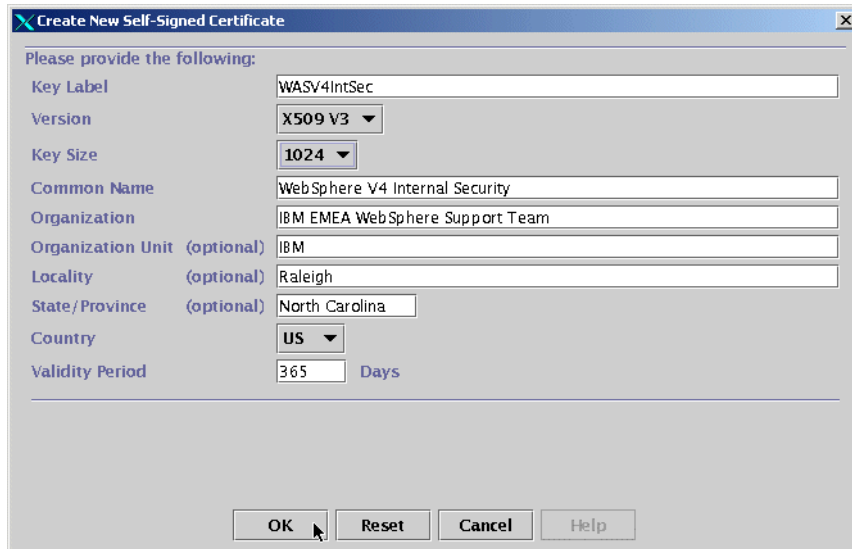 Create New Self-Signed Certificate
Please provide the following:
Key Label WASV4IntSec
Version X509 V3
Key Size 1024
Common Name WebSphere V4 Internal Security
Organization IBM EMEA WebSphere Support Team
Organization Unit (optional) IBM
Locality (optional) Raleigh
State/Province (optional) North Carolina
Country US
Validity Period 365 Days
OK Reset Cancel Help